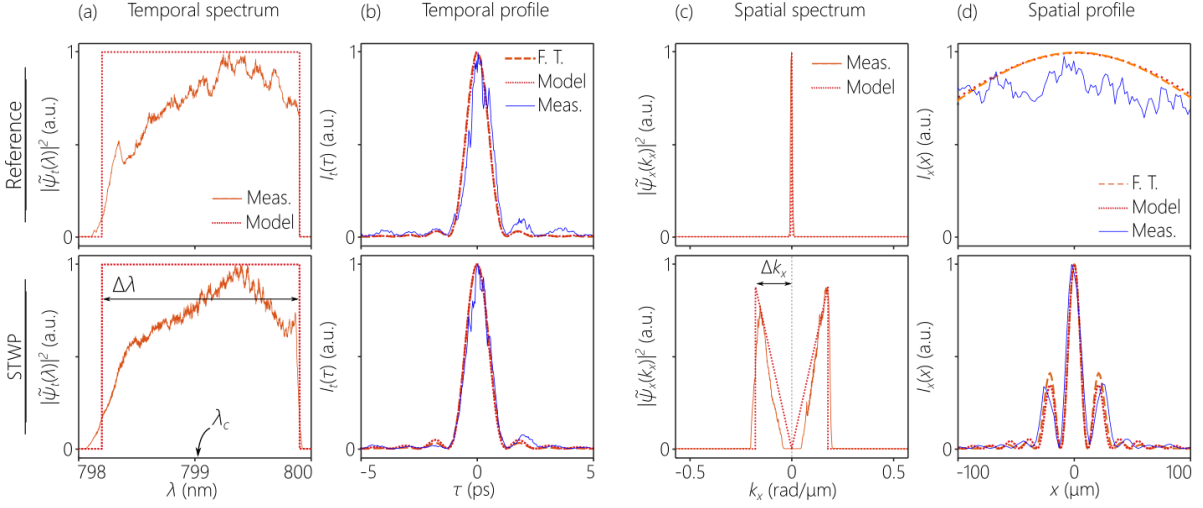 (a) Temporal spectrum
(b) Temporal profile
(c) Spatial spectrum
(d) Spatial profile
Reference
1
0
|ψ̃ₜ(λ)|² (a.u.)
Meas.
Model
1
0
Iₜ(τ) (a.u.)
F. T.
Model
Meas.
1
0
|ψ̃ₓ(kₓ)|² (a.u.)
Meas.
Model
1
0
Iₓ(x) (a.u.)
F. T.
Model
Meas.
STWP
1
0
|ψ̃ₜ(λ)|² (a.u.)
Δλ
λ_c
798 799 800
λ (nm)
1
0
Iₜ(τ) (a.u.)
-5 0 5
τ (ps)
1
0
|ψ̃ₓ(kₓ)|² (a.u.)
Δkₓ
-0.5 0 0.5
kₓ (rad/μm)
1
0
Iₓ(x) (a.u.)
-100 0 100
x (μm)